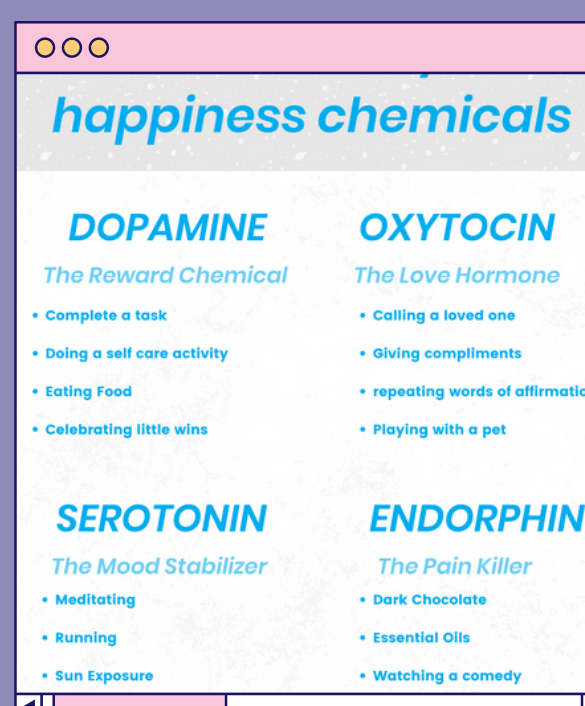 happiness chemicals
DOPAMINE
The Reward Chemical
• Complete a task
• Doing a self care activity
• Eating Food
• Celebrating little wins
OXYTOCIN
The Love Hormone
• Calling a loved one
• Giving compliments
• repeating words of affirmatio
• Playing with a pet
SEROTONIN
The Mood Stabilizer
• Meditating
• Running
• Sun Exposure
ENDORPHIN
The Pain Killer
• Dark Chocolate
• Essential Oils
• Watching a comedy